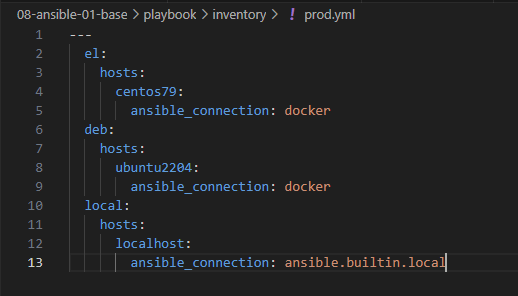 08-ansible-01-base > playbook > inventory > ! prod.yml
1 ---
2   el:
3     hosts:
4       centos79:
5         ansible_connection: docker
6   deb:
7     hosts:
8       ubuntu2204:
9         ansible_connection: docker
10   local:
11     hosts:
12       localhost:
13         ansible_connection: ansible.builtin.local